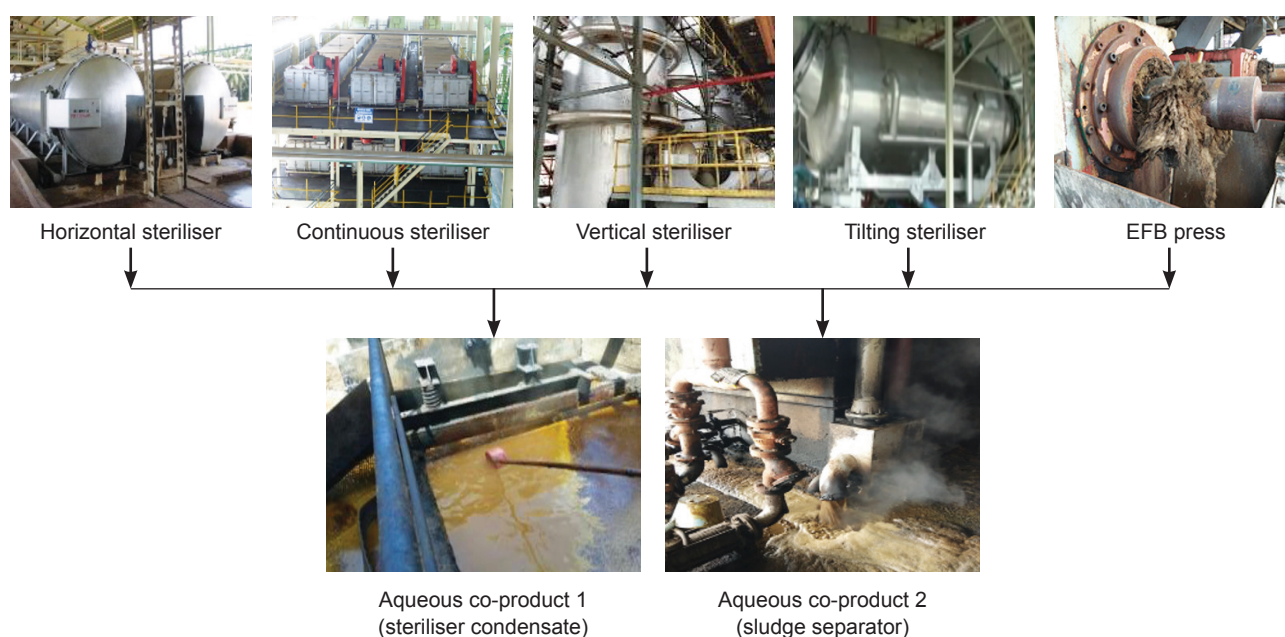 Horizontal steriliser
Continuous steriliser
Vertical steriliser
Tilting steriliser
EFB press
Aqueous co-product 1
(steriliser condensate)
Aqueous co-product 2
(sludge separator)